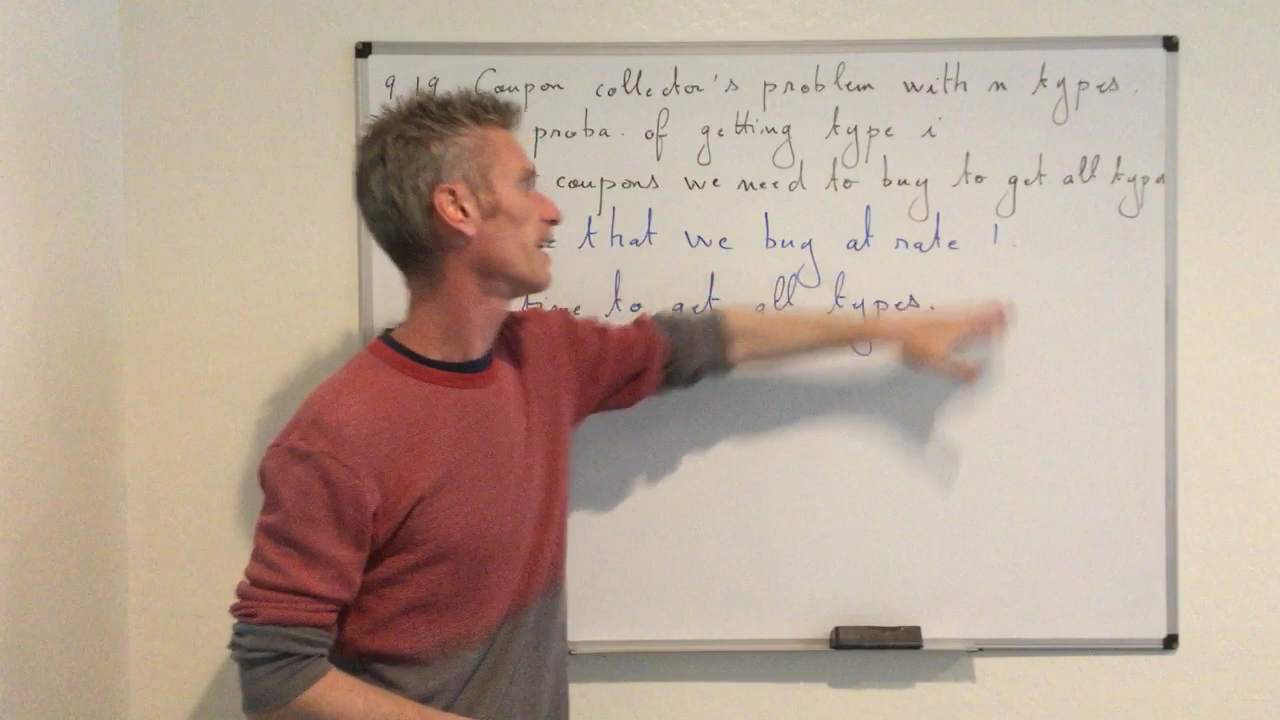 9.19 Coupon collector's problem with n types.
proba. of getting type i
coupons we need to buy to get all type
that we buy at rate 1.
time to get all types.